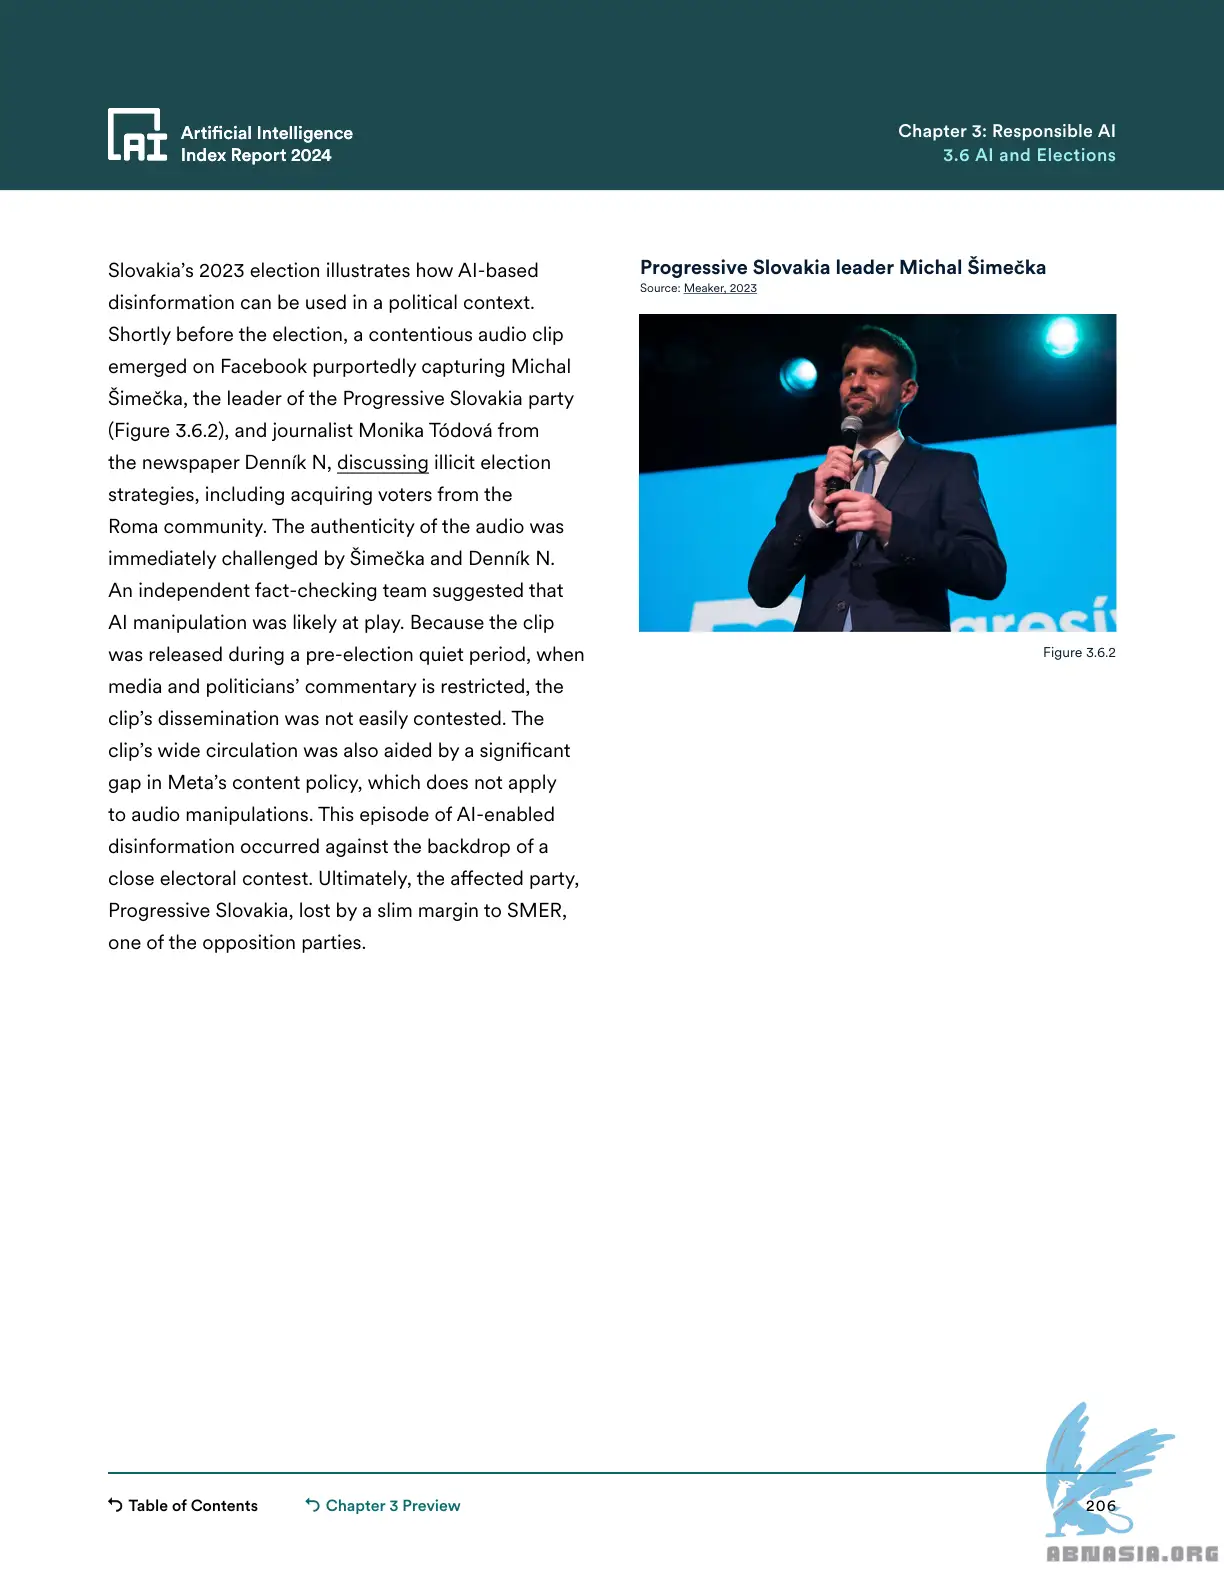 Artificial Intelligence
Index Report 2024
Chapter 3: Responsible AI
3.6 AI and Elections
Slovakia’s 2023 election illustrates how AI-based
disinformation can be used in a political context.
Shortly before the election, a contentious audio clip
emerged on Facebook purportedly capturing Michal
Šimečka, the leader of the Progressive Slovakia party
(Figure 3.6.2), and journalist Monika Tódová from
the newspaper Denník N, discussing illicit election
strategies, including acquiring voters from the
Roma community. The authenticity of the audio was
immediately challenged by Šimečka and Denník N.
An independent fact-checking team suggested that
AI manipulation was likely at play. Because the clip
was released during a pre-election quiet period, when
media and politicians’ commentary is restricted, the
clip’s dissemination was not easily contested. The
clip’s wide circulation was also aided by a significant
gap in Meta’s content policy, which does not apply
to audio manipulations. This episode of AI-enabled
disinformation occurred against the backdrop of a
close electoral contest. Ultimately, the affected party,
Progressive Slovakia, lost by a slim margin to SMER,
one of the opposition parties.
Progressive Slovakia leader Michal Šimečka
Source: Meaker, 2023
Figure 3.6.2
Table of Contents
Chapter 3 Preview
206
ABNASIA.ORG